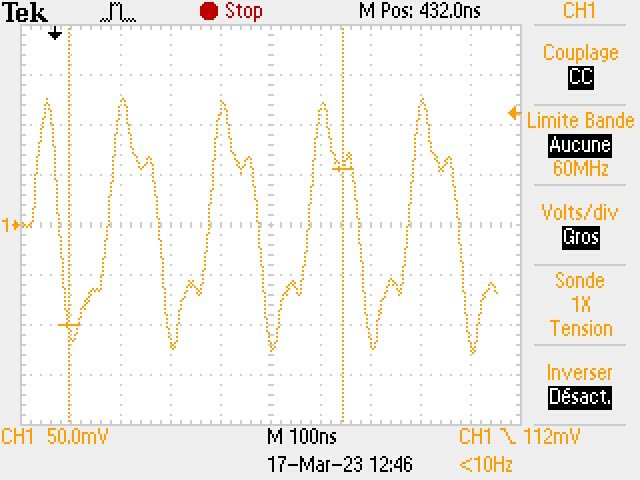 Tek Stop M Pos: 432.0ns CH1
Couplage
CC
Limite Bande
Aucune
60MHz
Volts/div
Gros
Sonde
1X
Tension
Inverser
Désact.
1
CH1 50.0mV M 100ns CH1 112mV
17-Mar-23 12:46 <10Hz